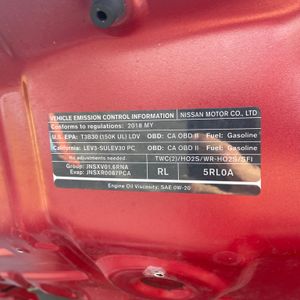 VEHICLE EMISSION CONTROL INFORMATION NISSAN MOTOR CO., LTD
Conforms to regulations: 2018 MY
U.S. EPA: T3B30 (150K UL) LDV OBD: CA OBD II Fuel: Gasoline
California: LEV3-SULEV30 PC OBD: CA OBD II Fuel: Gasoline
No adjustments needed. TWC(2)/HO2S/WR-HO2S/SFI
Group: JNSXV01.6RNA
Evap: JNSXR0087PCA RL 5RL0A
Engine Oil Viscosity: SAE 0W-20